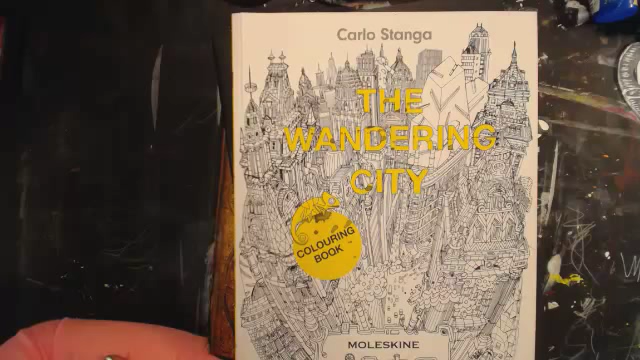 Carlo Stanga
THE
WANDERING
CITY
COLOURING
BOOK
MOLESKINE